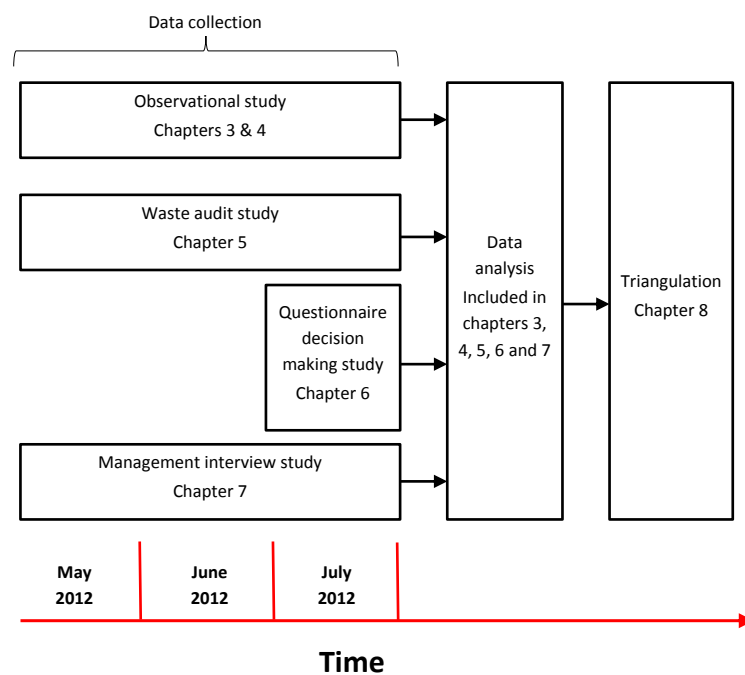 Data collection
Observational study
Chapters 3 & 4
Waste audit study
Chapter 5
Questionnaire
decision
making study
Chapter 6
Management interview study
Chapter 7
Data
analysis
Included in
chapters 3,
4, 5, 6 and 7
Triangulation
Chapter 8
May
2012
June
2012
July
2012
Time